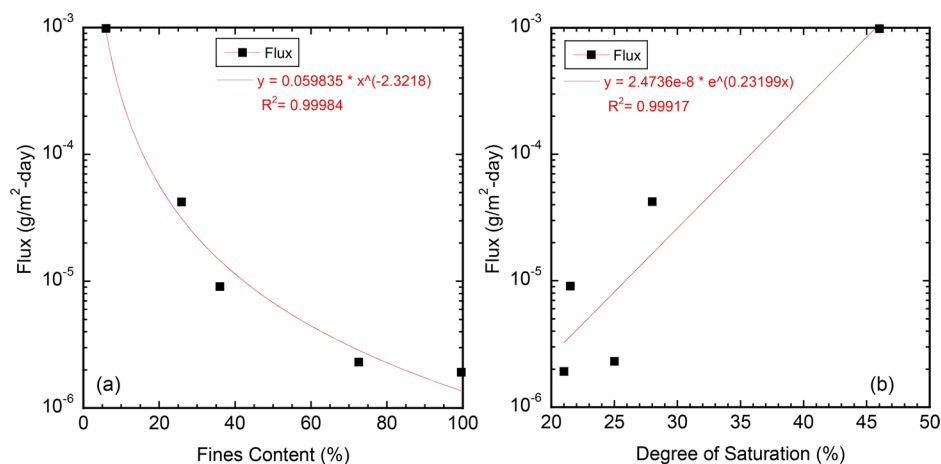 Flux
y = 0.059835 * x^(-2.3218)
R²= 0.99984
10⁻³
10⁻⁴
10⁻⁵
10⁻⁶
Flux (g/m²-day)
(a)
0 20 40 60 80 100
Fines Content (%)
Flux
y = 2.4736e-8 * e^(0.23199x)
R²= 0.99917
10⁻³
10⁻⁴
10⁻⁵
10⁻⁶
Flux (g/m²-day)
(b)
20 25 30 35 40 45 50
Degree of Saturation (%)